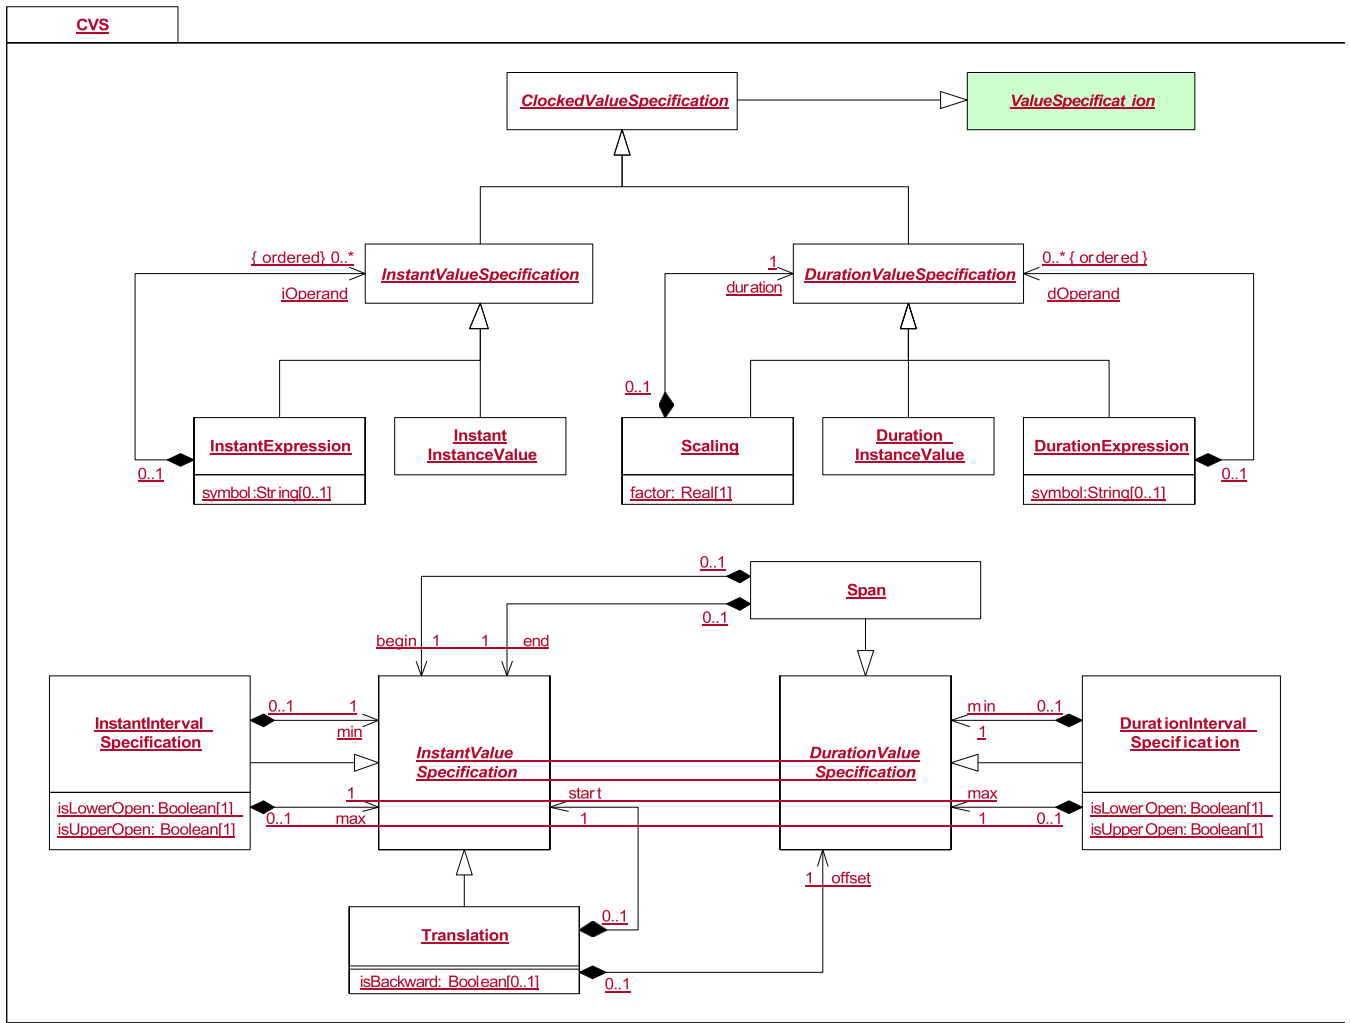 CVS
ClockedValueSpecification
ValueSpecificat ion
{ ordered} 0..*
InstantValueSpecification
iOperand
1
DurationValueSpecification
duration
0..* { ordered }
dOperand
0..1
InstantExpression
0..1
symbol:String[0..1]
Instant
InstanceValue
Scaling
factor: Real[1]
Duration
InstanceValue
DurationExpression
0..1
symbol:String[0..1]
0..1
Span
0..1
begin 1 1 end
InstantInterval
Specification
0..1 1
min
InstantValue
Specification
DurationValue
Specification
min 0..1
1
DurationInterval
Specification
isLowerOpen: Boolean[1]
isUpperOpen: Boolean[1]
1 start max
0..1 max 1 1 0..1
isLowerOpen: Boolean[1]
isUpperOpen: Boolean[1]
1 offset
Translation
0..1
isBackward: Boolean[0..1]
0..1